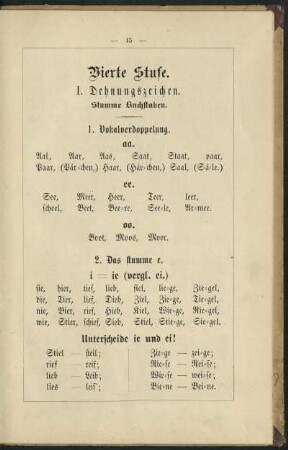 — 15 —
Vierte Stufe.
I. Dehnungszeichen.
Stumme Buchstaben.
1. Vokalverdoppelung.
aa.
Aal, Aar, Aas, Saat, Staat, paar,
Paar, (Pär=chen,) Haar, (Här=chen,) Saal, (Sä=le.)
ee.
See, Meer, Heer, Teer, leer,
scheel, Beet, Bee=re, See=le, Ar=mee.
oo.
Boot, Moos, Moor.
2. Das stumme e.
i = ie (vergl. ei.)
sie, hier, tief, lieb, fiel, lie=ge, Zie=gel,
die, Tier, lief, Dieb, Ziel, Zie=ge, Tie=gel,
nie, Bier, rief, Hieb, Kiel, Wie=ge, Rie=gel,
wie, Stier, schief, Sieb, Stiel, Stie=ge, Spie=gel.
Unterscheide ie und ei!
Stiel — steil; Zie=ge — zei=ge;
rief — reif; Rie=se — Rei=se;
lieb — Leib; Wie=se — wei=se;
lies — leis'; Bie=ne — Bei=ne.